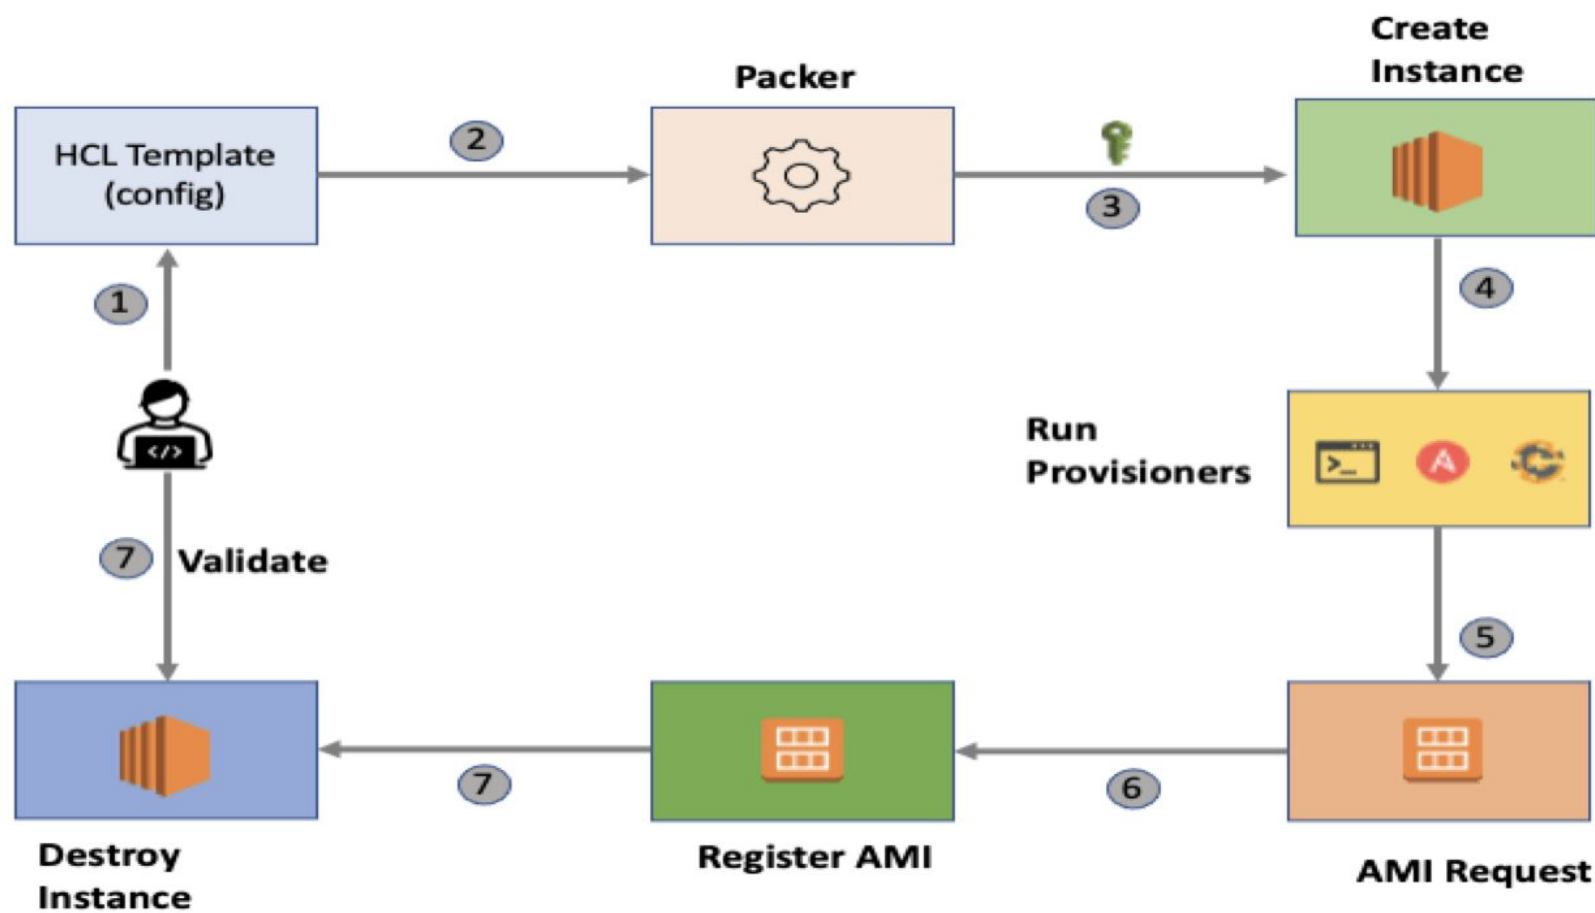 Create
Instance
Packer
HCL Template
(config)
2
3
1
4
</>
Run
Provisioners
>_
A
C
7
Validate
5
7
6
Destroy
Instance
Register AMI
AMI Request